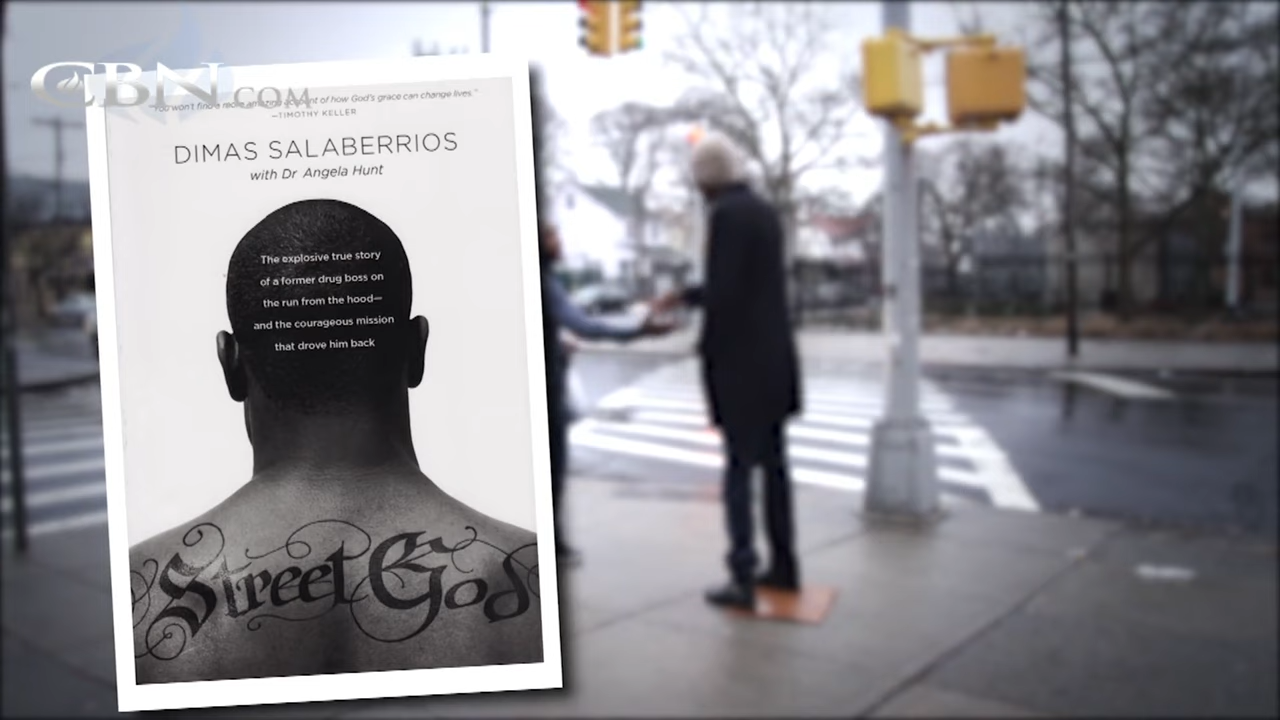 CBN.COM
"You won't find a more amazing account of how God's grace can change lives."
—TIMOTHY KELLER
DIMAS SALABERRIOS
with Dr Angela Hunt
The explosive true story
of a former drug boss on
the run from the hood—
and the courageous mission
that drove him back
Street God